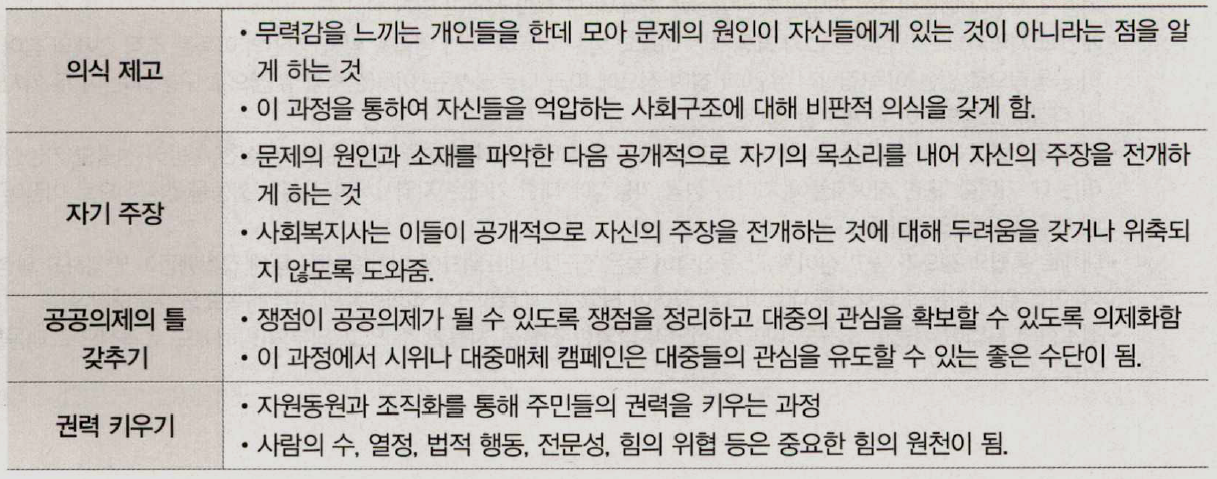 의식 제고
• 무력감을 느끼는 개인들을 한데 모아 문제의 원인이 자신들에게 있는 것이 아니라는 점을 알
게 하는 것
• 이 과정을 통하여 자신들을 억압하는 사회구조에 대해 비판적 의식을 갖게 함.
자기 주장
• 문제의 원인과 소재를 파악한 다음 공개적으로 자기의 목소리를 내어 자신의 주장을 전개하
게 하는 것
• 사회복지사는 이들이 공개적으로 자신의 주장을 전개하는 것에 대해 두려움을 갖거나 위축되
지 않도록 도와줌.
공공의제의 틀
갖추기
• 쟁점이 공공의제가 될 수 있도록 쟁점을 정리하고 대중의 관심을 확보할 수 있도록 의제화함
• 이 과정에서 시위나 대중매체 캠페인은 대중들의 관심을 유도할 수 있는 좋은 수단이 됨.
권력 키우기
• 자원동원과 조직화를 통해 주민들의 권력을 키우는 과정
• 사람의 수, 열정, 법적 행동, 전문성, 힘의 위협 등은 중요한 힘의 원천이 됨.